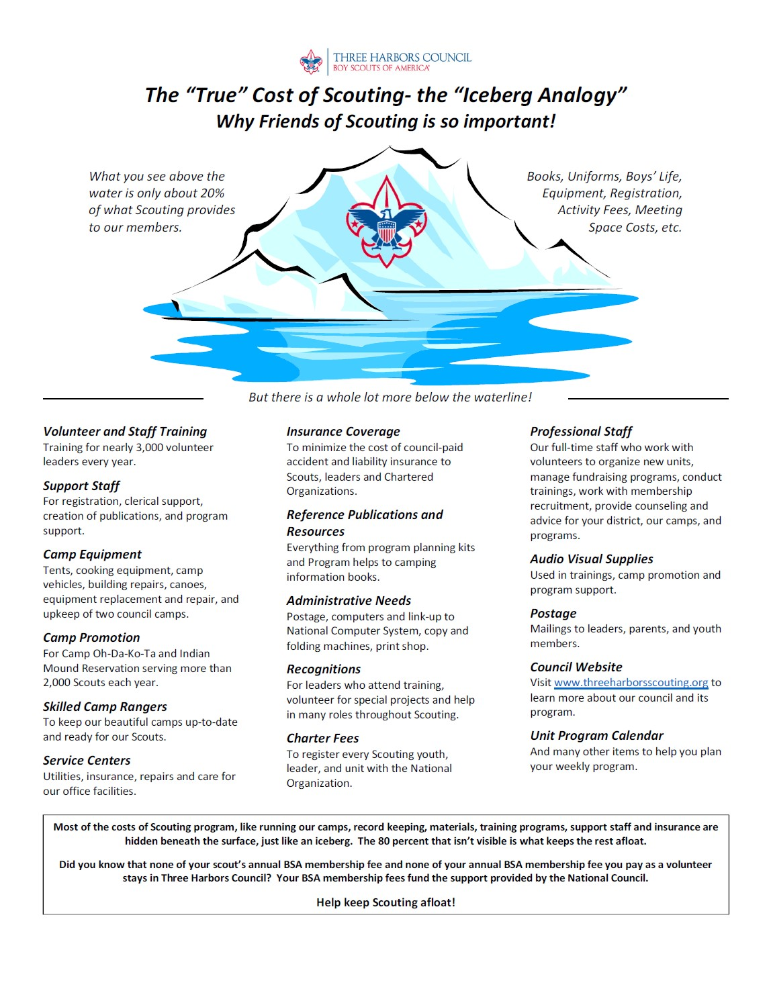 THREE HARBORS COUNCIL
BOY SCOUTS OF AMERICA®
The “True” Cost of Scouting- the “Iceberg Analogy”
Why Friends of Scouting is so important!
What you see above the
water is only about 20%
of what Scouting provides
to our members.
Books, Uniforms, Boys’ Life,
Equipment, Registration,
Activity Fees, Meeting
Space Costs, etc.
But there is a whole lot more below the waterline!
Volunteer and Staff Training
Training for nearly 3,000 volunteer
leaders every year.
Support Staff
For registration, clerical support,
creation of publications, and program
support.
Camp Equipment
Tents, cooking equipment, camp
vehicles, building repairs, canoes,
equipment replacement and repair, and
upkeep of two council camps.
Camp Promotion
For Camp Oh-Da-Ko-Ta and Indian
Mound Reservation serving more than
2,000 Scouts each year.
Skilled Camp Rangers
To keep our beautiful camps up-to-date
and ready for our Scouts.
Service Centers
Utilities, insurance, repairs and care for
our office facilities.
Insurance Coverage
To minimize the cost of council-paid
accident and liability insurance to
Scouts, leaders and Chartered
Organizations.
Reference Publications and
Resources
Everything from program planning kits
and Program helps to camping
information books.
Administrative Needs
Postage, computers and link-up to
National Computer System, copy and
folding machines, print shop.
Recognitions
For leaders who attend training,
volunteer for special projects and help
in many roles throughout Scouting.
Charter Fees
To register every Scouting youth,
leader, and unit with the National
Organization.
Professional Staff
Our full-time staff who work with
volunteers to organize new units,
manage fundraising programs, conduct
trainings, work with membership
recruitment, provide counseling and
advice for your district, our camps, and
programs.
Audio Visual Supplies
Used in trainings, camp promotion and
program support.
Postage
Mailings to leaders, parents, and youth
members.
Council Website
Visit www.threeharborsscouting.org to
learn more about our council and its
program.
Unit Program Calendar
And many other items to help you plan
your weekly program.
Most of the costs of Scouting program, like running our camps, record keeping, materials, training programs, support staff and insurance are
hidden beneath the surface, just like an iceberg.  The 80 percent that isn’t visible is what keeps the rest afloat.
Did you know that none of your scout’s annual BSA membership fee and none of your annual BSA membership fee you pay as a volunteer
stays in Three Harbors Council?  Your BSA membership fees fund the support provided by the National Council.
Help keep Scouting afloat!